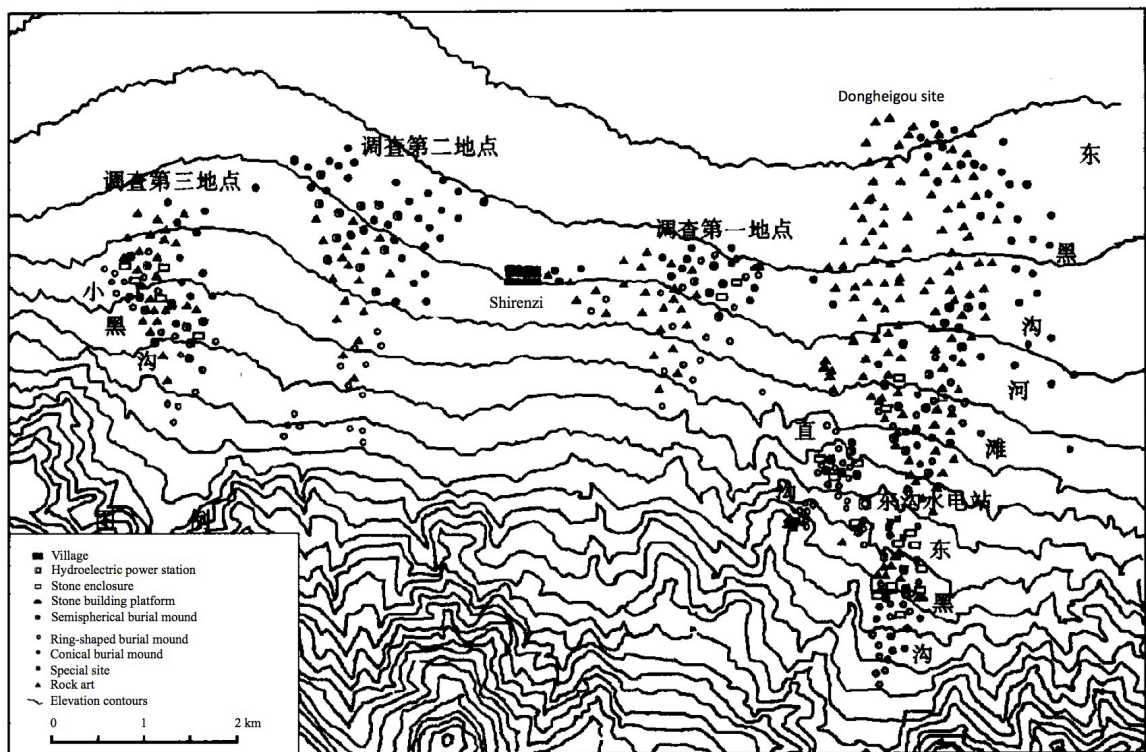 Dongheigou site
调查第二地点
东
调查第三地点
调查第一地点
黑
小
Shirenzi
黑
沟
沟
河
直
滩
沟
东沟水电站
图 例
东
黑
沟
Village
Hydroelectric power station
Stone enclosure
Stone building platform
Semispherical burial mound
Ring-shaped burial mound
Conical burial mound
Special site
Rock art
Elevation contours
0 1 2 km